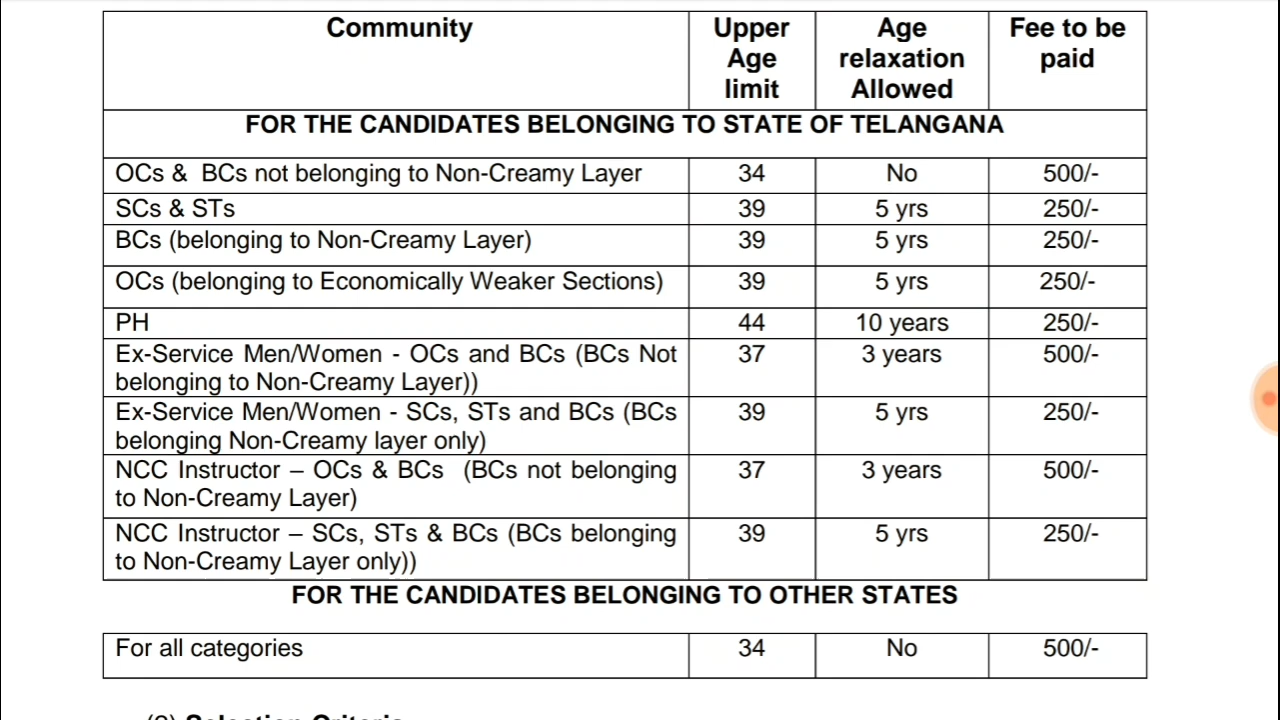 Community Upper Age limit Age relaxation Allowed Fee to be paid
FOR THE CANDIDATES BELONGING TO STATE OF TELANGANA
OCs & BCs not belonging to Non-Creamy Layer 34 No 500/-
SCs & STs 39 5 yrs 250/-
BCs (belonging to Non-Creamy Layer) 39 5 yrs 250/-
OCs (belonging to Economically Weaker Sections) 39 5 yrs 250/-
PH 44 10 years 250/-
Ex-Service Men/Women - OCs and BCs (BCs Not 37 3 years 500/-
belonging to Non-Creamy Layer))
Ex-Service Men/Women - SCs, STs and BCs (BCs 39 5 yrs 250/-
belonging Non-Creamy layer only)
NCC Instructor – OCs & BCs (BCs not belonging 37 3 years 500/-
to Non-Creamy Layer)
NCC Instructor – SCs, STs & BCs (BCs belonging 39 5 yrs 250/-
to Non-Creamy Layer only))
FOR THE CANDIDATES BELONGING TO OTHER STATES
For all categories 34 No 500/-
Selection Criteria